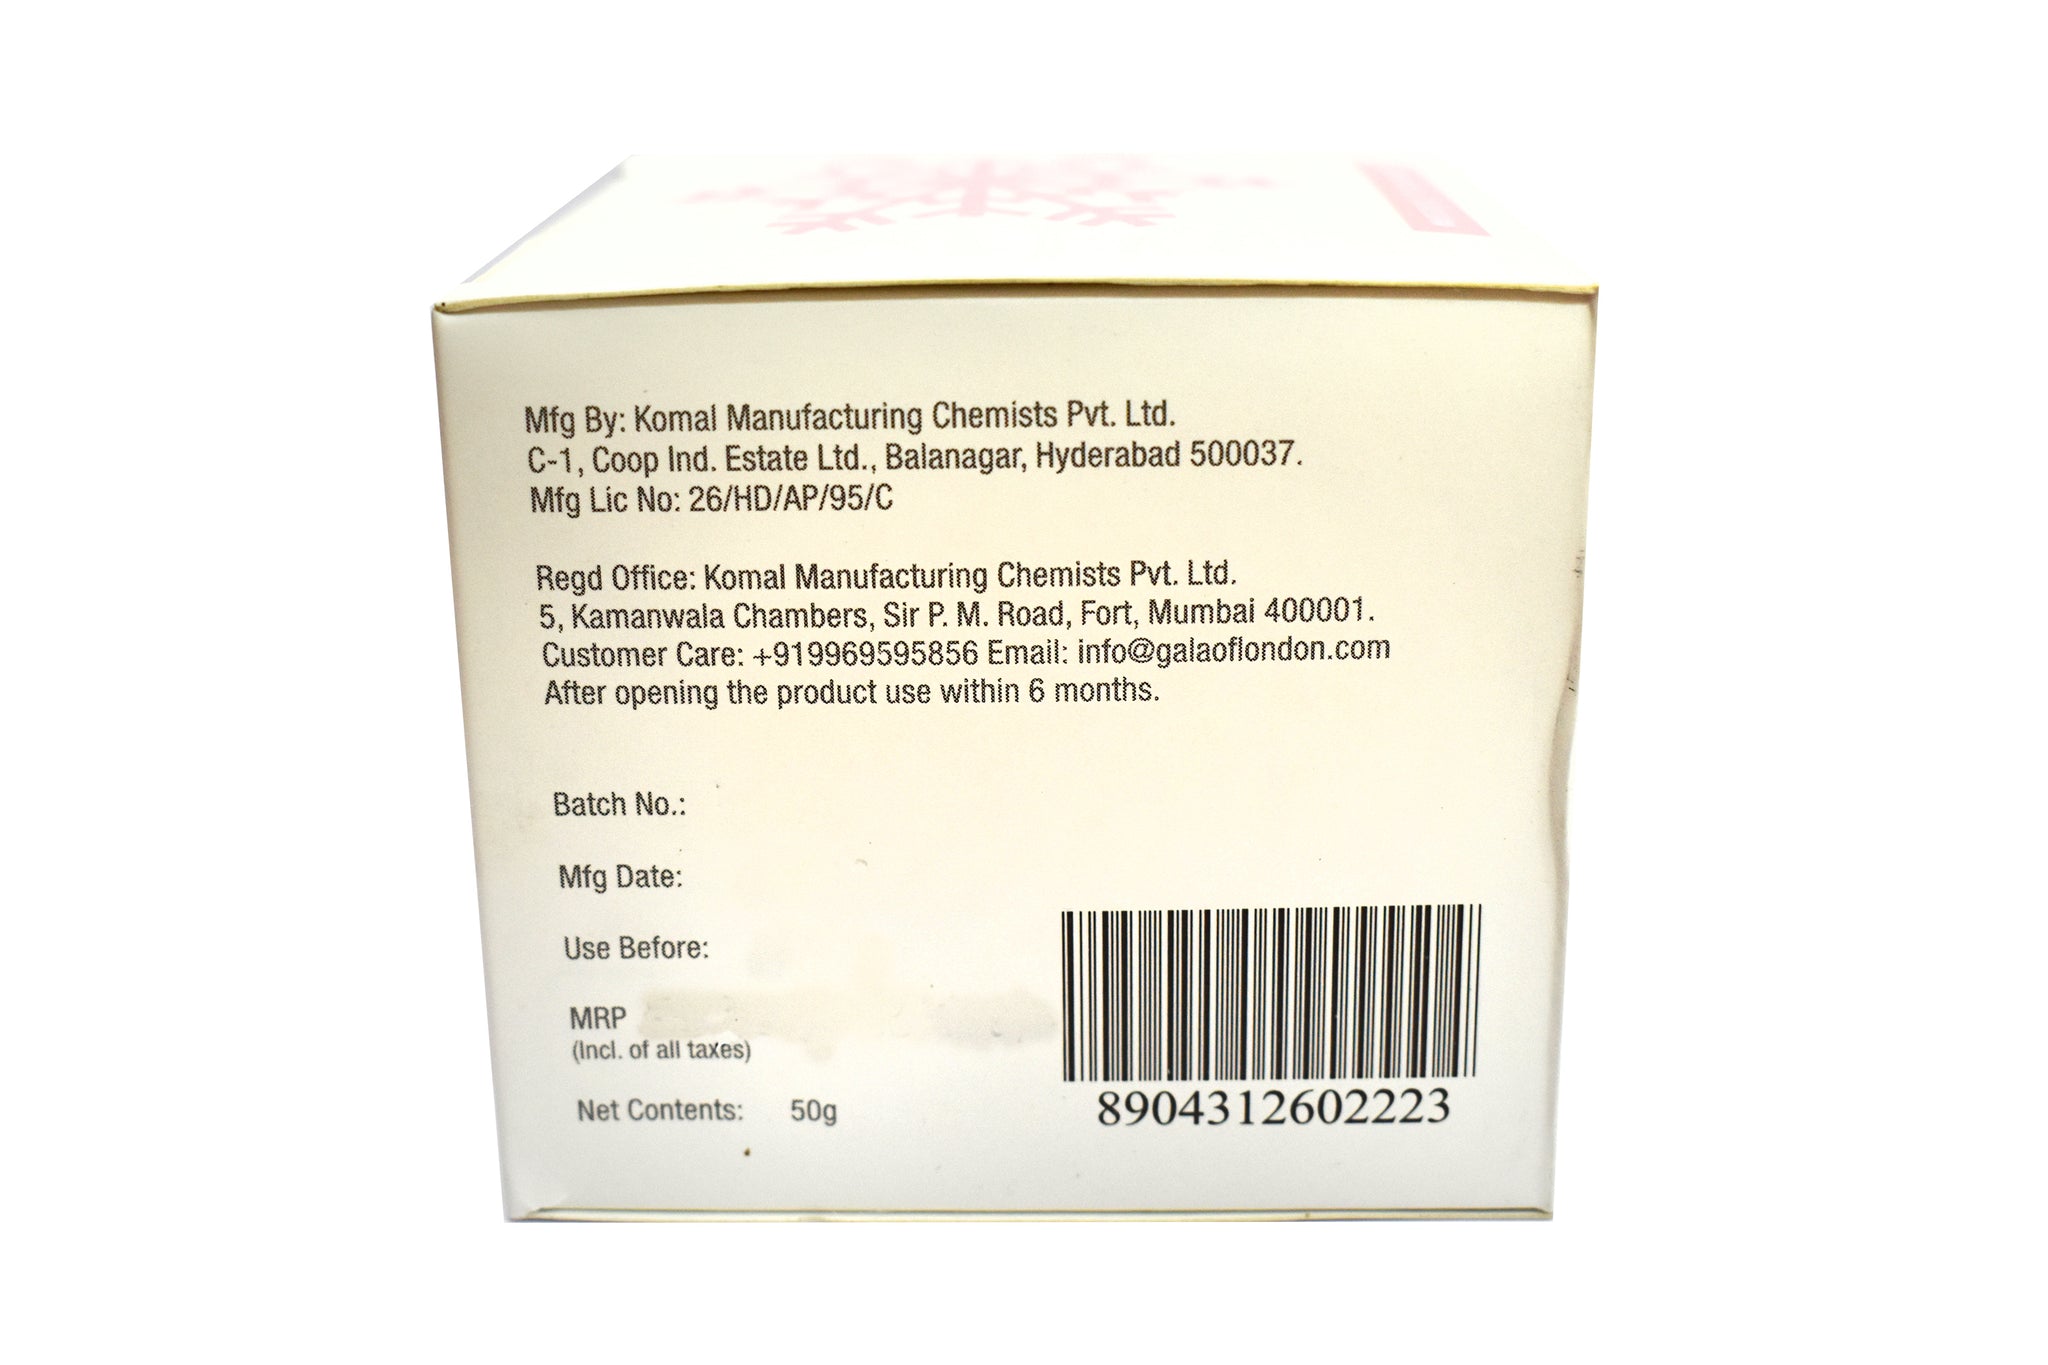 Mfg By: Komal Manufacturing Chemists Pvt. Ltd.
C-1, Coop Ind. Estate Ltd., Balanagar, Hyderabad 500037.
Mfg Lic No: 26/HD/AP/95/C
Regd Office: Komal Manufacturing Chemists Pvt. Ltd.
5, Kamanwala Chambers, Sir P. M. Road, Fort, Mumbai 400001.
Customer Care: +919969595856 Email: info@galaoflondon.com
After opening the product use within 6 months.
Batch No.:
Mfg Date:
Use Before:
MRP
(Incl. of all taxes)
Net Contents: 50g
8904312602223